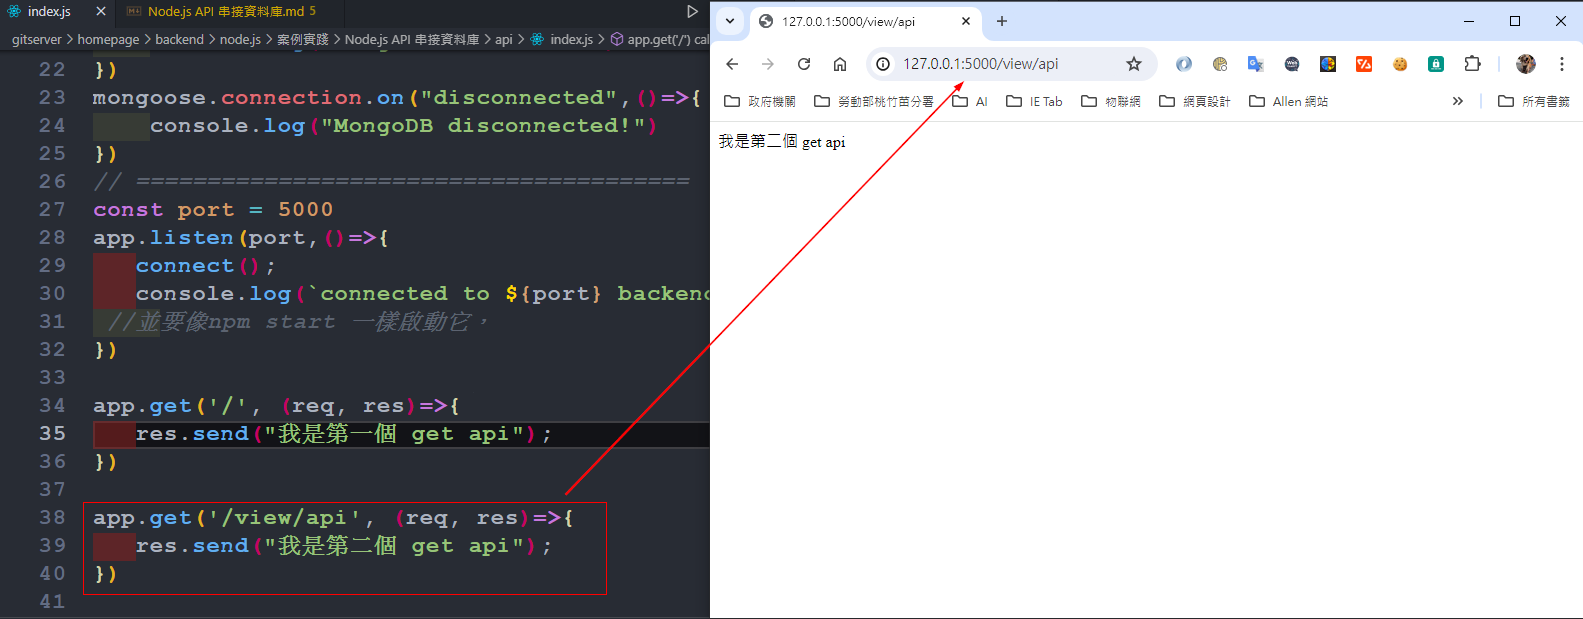 index.js
Node.js API 串接資料庫.md 5
gitserver > homepage > backend > node.js > 案例實踐 > Node.js API 串接資料庫 > api > index.js > app.get('/') cal
22 })
23 mongoose.connection.on("disconnected",()=>{
24 console.log("MongoDB disconnected!")
25 })
26 // =======================================
27 const port = 5000
28 app.listen(port,()=>{
29 connect();
30 console.log(`connected to ${port} backend
31 //並要像npm start 一樣啟動它，
32 })
33
34 app.get('/', (req, res)=>{
35 res.send("我是第一個 get api");
36 })
37
38 app.get('/view/api', (req, res)=>{
39 res.send("我是第二個 get api");
40 })
41
127.0.0.1:5000/view/api
127.0.0.1:5000/view/api
政府機關 勞動部桃竹苗分署 AI IE Tab 物聯網 網頁設計 Allen 網站 » 所有書籤
我是第二個 get api